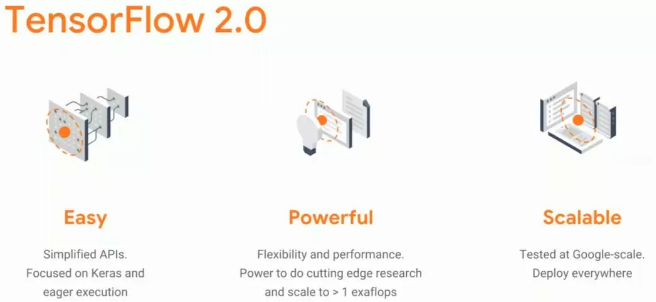 TensorFlow 2.0
Easy
Simplified APIs.
Focused on Keras and
eager execution
Powerful
Flexibility and performance.
Power to do cutting edge research
and scale to > 1 exaflops
Scalable
Tested at Google-scale.
Deploy everywhere